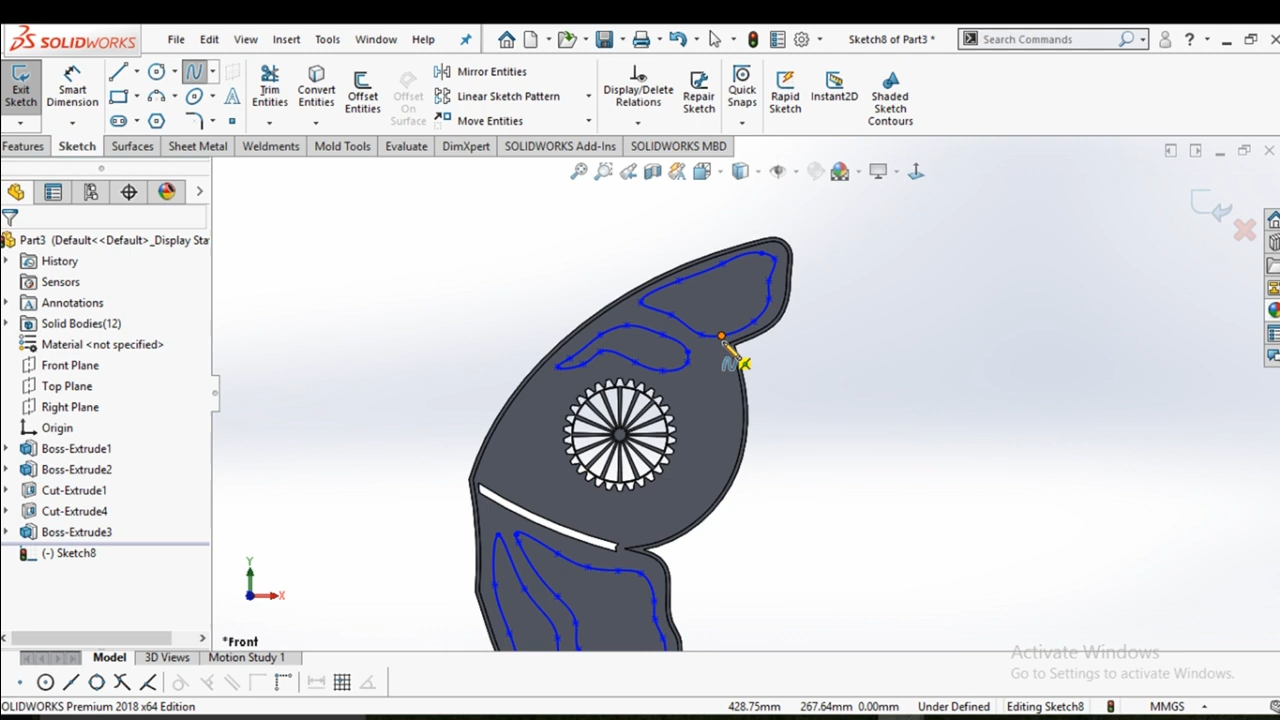 SOLIDWORKS File Edit View Insert Tools Window Help Sketch8 of Part3 * Search Commands
Exit Sketch Smart Dimension Trim Entities Convert Entities Offset Entities Offset On Surface Mirror Entities Linear Sketch Pattern Move Entities Display/Delete Relations Repair Sketch Quick Snaps Rapid Sketch Instant2D Shaded Sketch Contours
Features Sketch Surfaces Sheet Metal Weldments Mold Tools Evaluate DimXpert SOLIDWORKS Add-Ins SOLIDWORKS MBD
Part3 (Default<<Default>_Display Sta
History
Sensors
Annotations
Solid Bodies(12)
Material <not specified>
Front Plane
Top Plane
Right Plane
Origin
Boss-Extrude1
Boss-Extrude2
Cut-Extrude1
Cut-Extrude4
Boss-Extrude3
(-) Sketch8
Y
X
*Front
Activate Windows
Go to Settings to activate Windows.
Model 3D Views Motion Study 1
SOLIDWORKS Premium 2018 x64 Edition 428.75mm 267.64mm 0.00mm Under Defined Editing Sketch8 MMGS